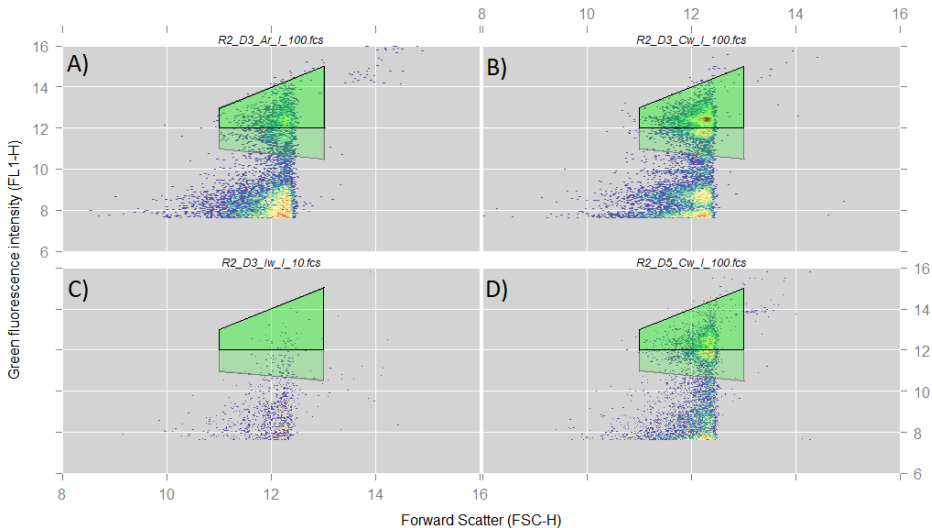 8 10 12 14 16
R2_D3_Ar_I_100.fcs R2_D3_Cw_I_100.fcs
16
A) B)
14
12
10
8
6
R2_D3_Iw_I_10.fcs R2_D5_Cw_I_100.fcs
C) D) 16
14
12
10
8
6
8 10 12 14 16
Green fluorescence intensity (FL1-H)
Forward Scatter (FSC-H)